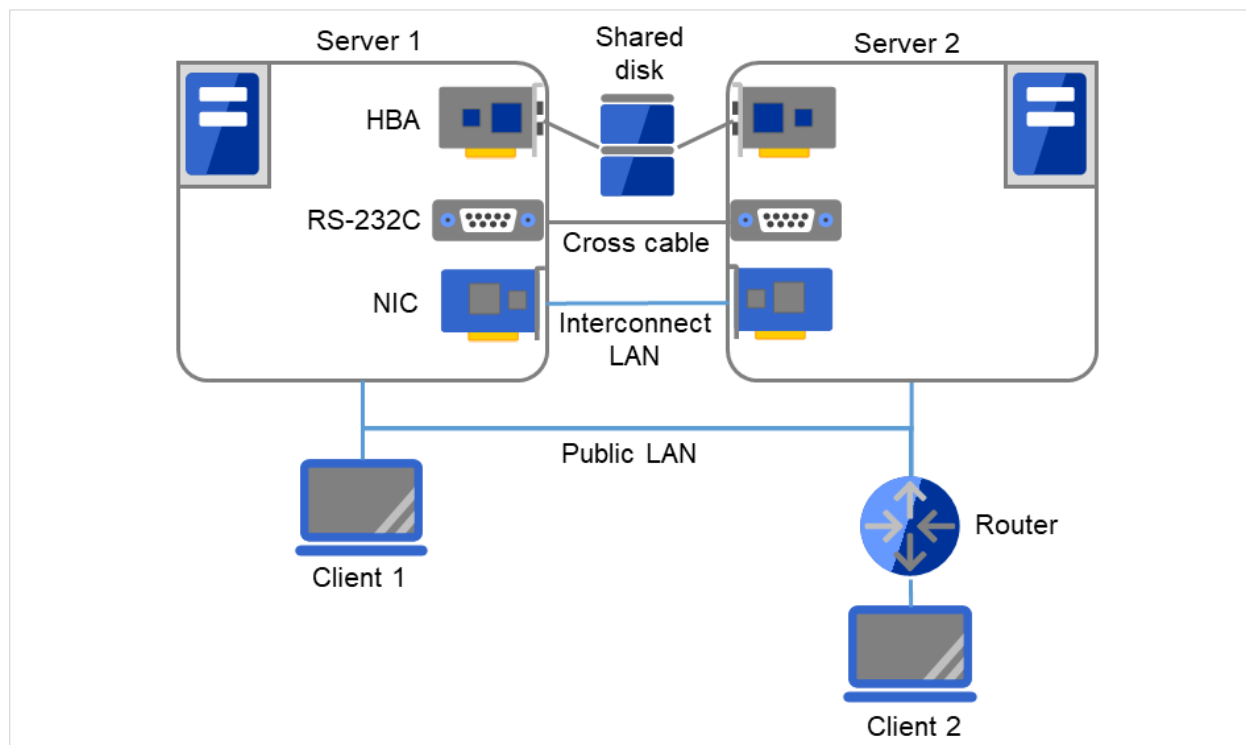 Server 1
Shared
disk
Server 2
HBA
RS-232C
Cross cable
NIC
Interconnect
LAN
Public LAN
Router
Client 1
Client 2